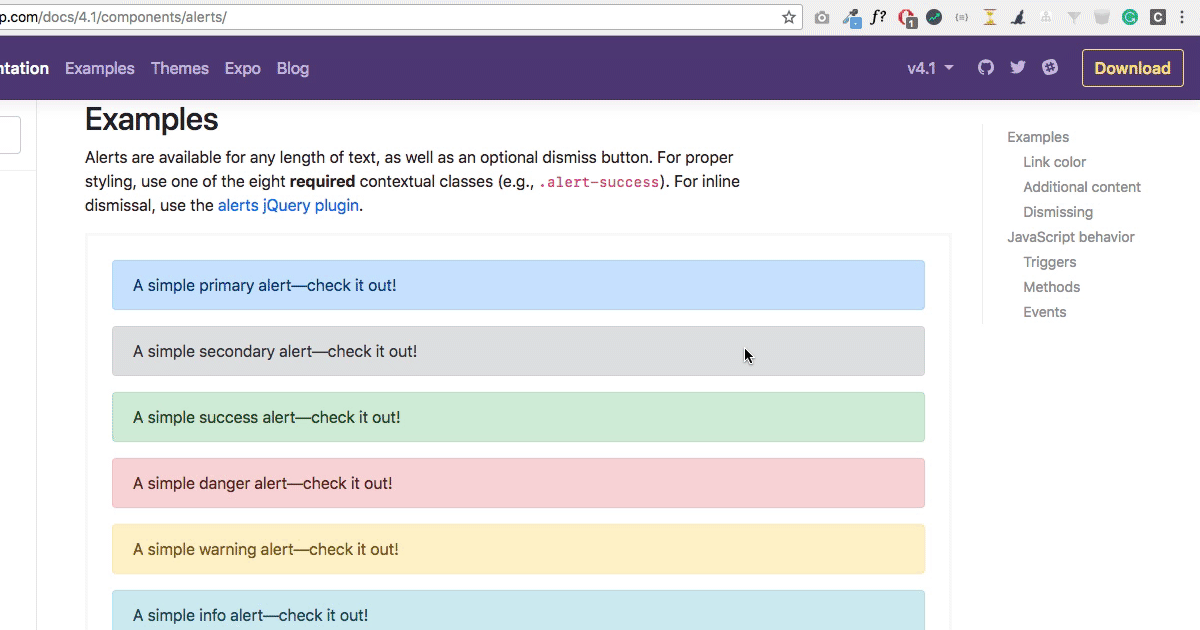 p.com/docs/4.1/components/alerts/
f?
1
C
ntation Examples Themes Expo Blog v4.1 Download
Examples
Alerts are available for any length of text, as well as an optional dismiss button. For proper
styling, use one of the eight required contextual classes (e.g., .alert-success). For inline
dismissal, use the alerts jQuery plugin.
A simple primary alert—check it out!
A simple secondary alert—check it out!
A simple success alert—check it out!
A simple danger alert—check it out!
A simple warning alert—check it out!
A simple info alert—check it out!
Examples
Link color
Additional content
Dismissing
JavaScript behavior
Triggers
Methods
Events